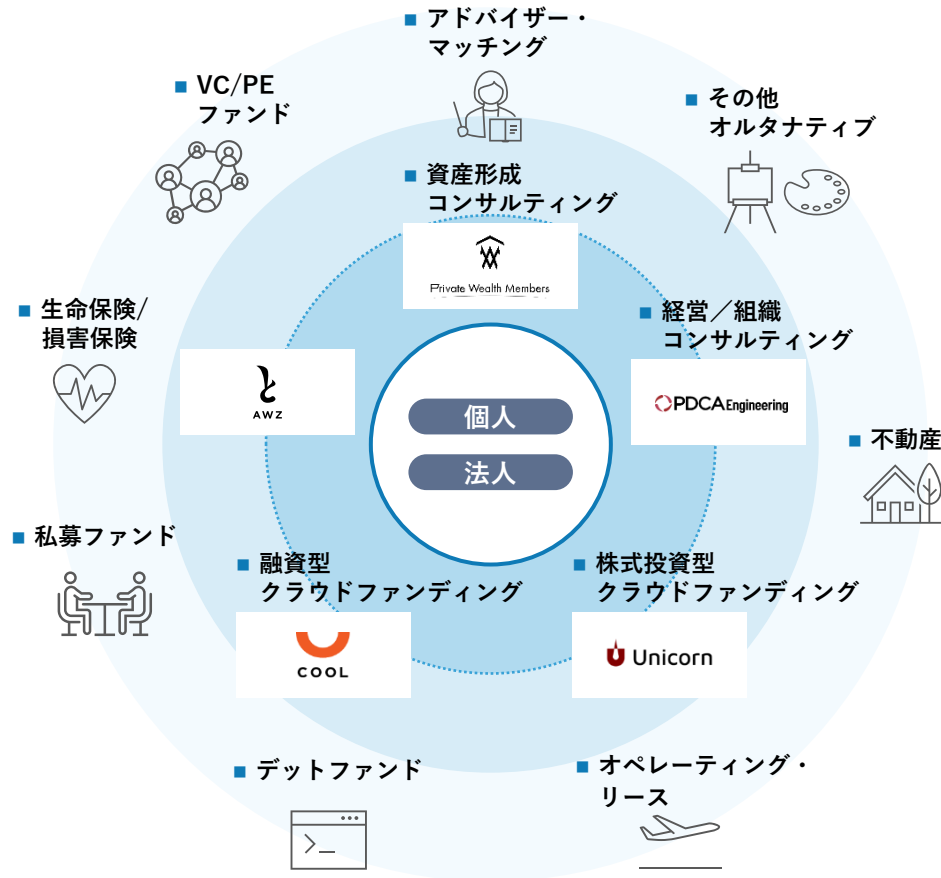 アドバイザー・
マッチング
VC/PE
ファンド
その他
オルタナティブ
資産形成
コンサルティング
Private Wealth Members
生命保険/
損害保険
経営／組織
コンサルティング
AWZ
PDCA Engineering
個人
法人
不動産
私募ファンド
融資型
クラウドファンディング
COOL
株式投資型
クラウドファンディング
Unicorn
デットファンド
オペレーティング・
リース